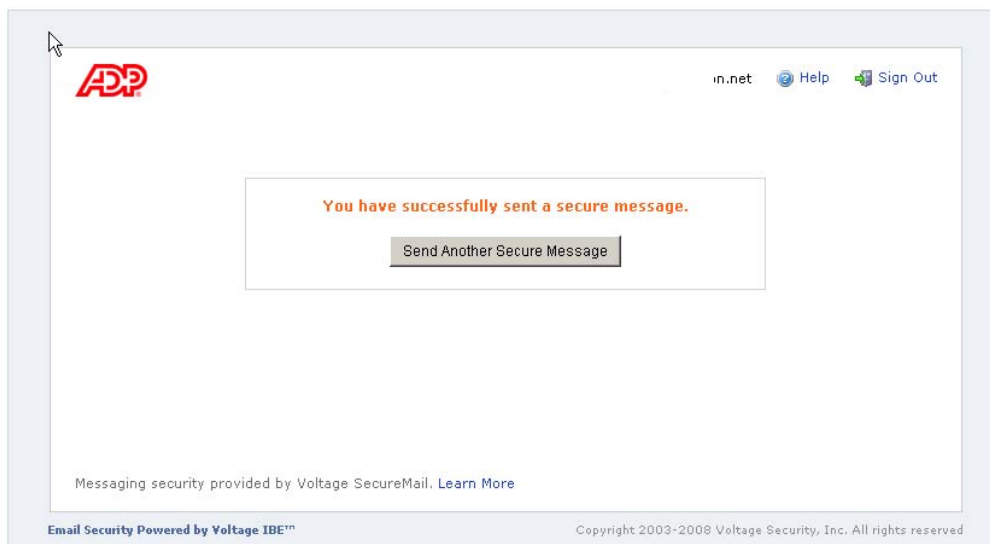 ADP
n.net Help Sign Out
You have successfully sent a secure message.
Send Another Secure Message
Messaging security provided by Voltage SecureMail. Learn More
Email Security Powered by Voltage IBE™ Copyright 2003-2008 Voltage Security, Inc. All rights reserved